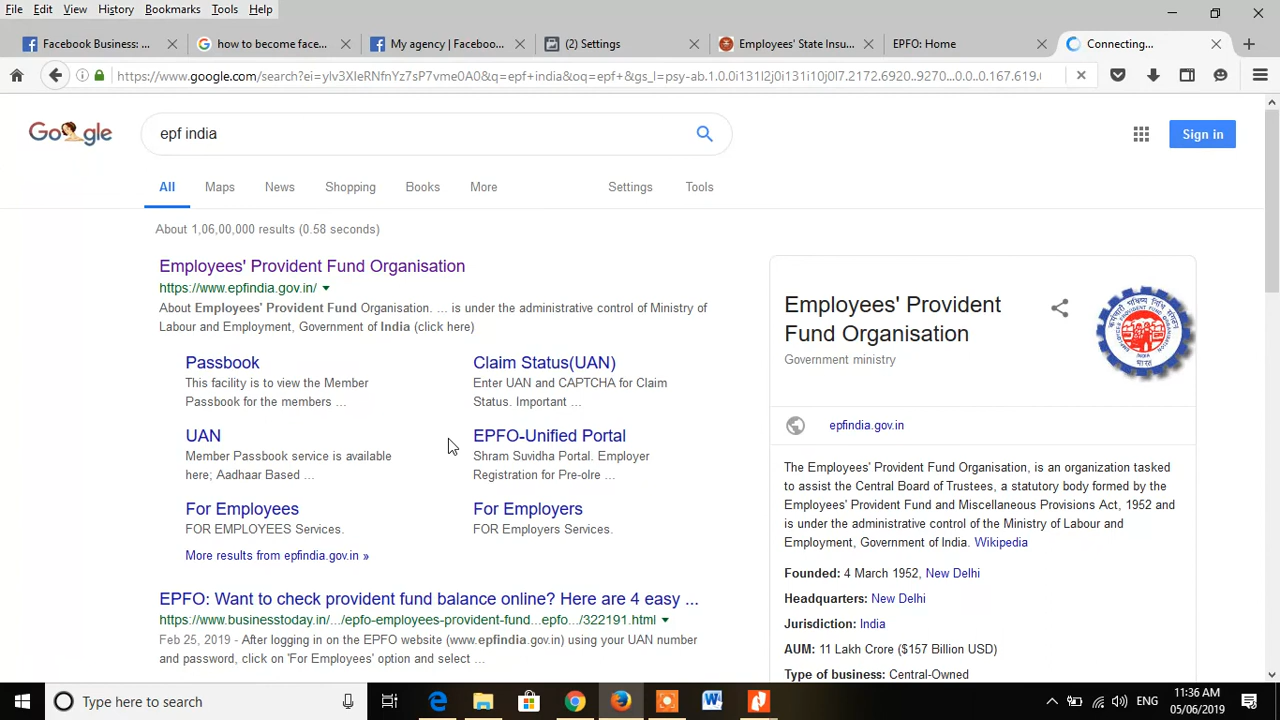 File Edit View History Bookmarks Tools Help
Facebook Business: ... how to become face... My agency | Faceboo... (2) Settings Employees' State Insu... EPFO: Home Connecting...
https://www.google.com/search?ei=ylv3XIeRNfnYz7sP7vme0A0&q=epf+india&oq=epf+&gs_l=psy-ab.1.0.0i131l2j0i131i10j0l7.2172.6920..9270...0.0..0.167.619.
Google
epf india
Sign in
All Maps News Shopping Books More Settings Tools
About 1,06,00,000 results (0.58 seconds)
Employees' Provident Fund Organisation
https://www.epfindia.gov.in/
About Employees' Provident Fund Organisation. ... is under the administrative control of Ministry of
Labour and Employment, Government of India (click here)
Passbook
This facility is to view the Member
Passbook for the members ...
Claim Status(UAN)
Enter UAN and CAPTCHA for Claim
Status. Important ...
UAN
Member Passbook service is available
here; Aadhaar Based ...
EPFO-Unified Portal
Shram Suvidha Portal. Employer
Registration for Pre-olre ...
For Employees
FOR EMPLOYEES Services.
For Employers
FOR Employers Services.
More results from epfindia.gov.in »
EPFO: Want to check provident fund balance online? Here are 4 easy ...
https://www.businesstoday.in/.../epfo-employees-provident-fund...epfo.../322191.html
Feb 25, 2019 - After logging in on the EPFO website (www.epfindia.gov.in) using your UAN number
and password, click on 'For Employees' option and select ...
Employees' Provident
Fund Organisation
Government ministry
epfindia.gov.in
The Employees' Provident Fund Organisation, is an organization tasked
to assist the Central Board of Trustees, a statutory body formed by the
Employees' Provident Fund and Miscellaneous Provisions Act, 1952 and
is under the administrative control of the Ministry of Labour and
Employment, Government of India. Wikipedia
Founded: 4 March 1952, New Delhi
Headquarters: New Delhi
Jurisdiction: India
AUM: 11 Lakh Crore ($157 Billion USD)
Type of business: Central-Owned
Type here to search
ENG
11:36 AM
05/06/2019